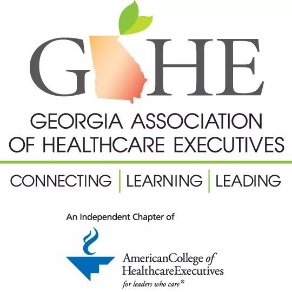 GAHE
GEORGIA ASSOCIATION
OF HEALTHCARE EXECUTIVES
CONNECTING | LEARNING | LEADING
An Independent Chapter of
AmericanCollege of
HealthcareExecutives
for leaders who care®